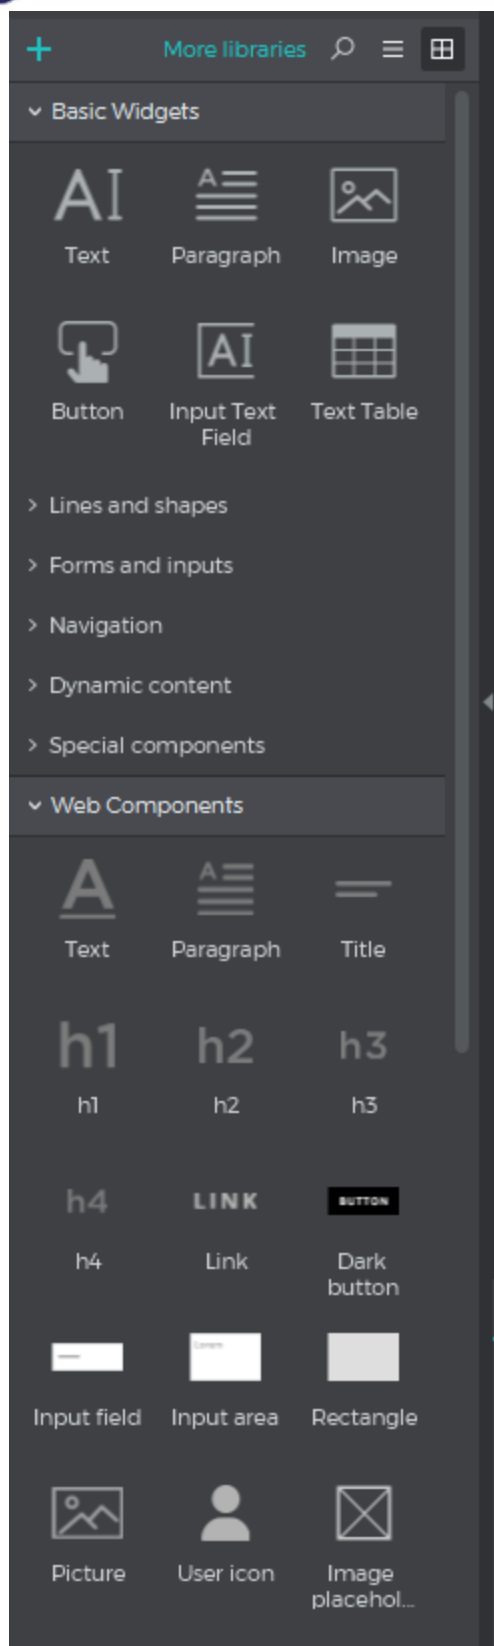 More libraries
Basic Widgets
AI
A
Text Paragraph Image
AI
Button Input Text Text Table
Field
Lines and shapes
Forms and inputs
Navigation
Dynamic content
Special components
Web Components
A A
Text Paragraph Title
h1 h2 h3
h1 h2 h3
h4 LINK BUTTON
h4 Link Dark
button
Lorem
Input field Input area Rectangle
Picture User icon Image
placehol...